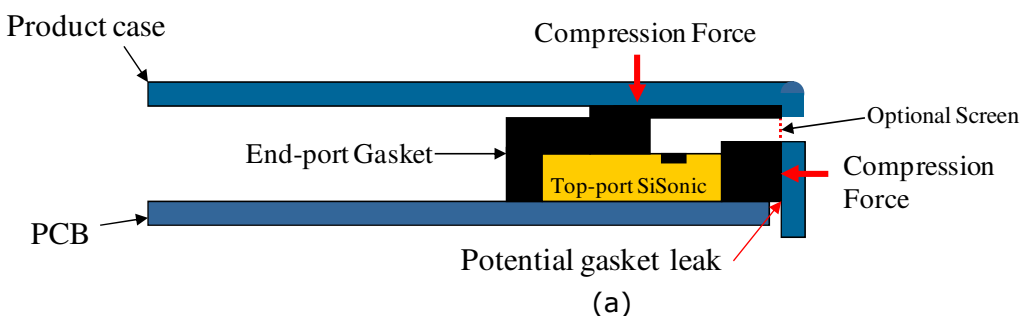 Product case
Compression Force
Optional Screen
End-port Gasket
Top-port SiSonic
Compression
Force
PCB
Potential gasket leak
(a)